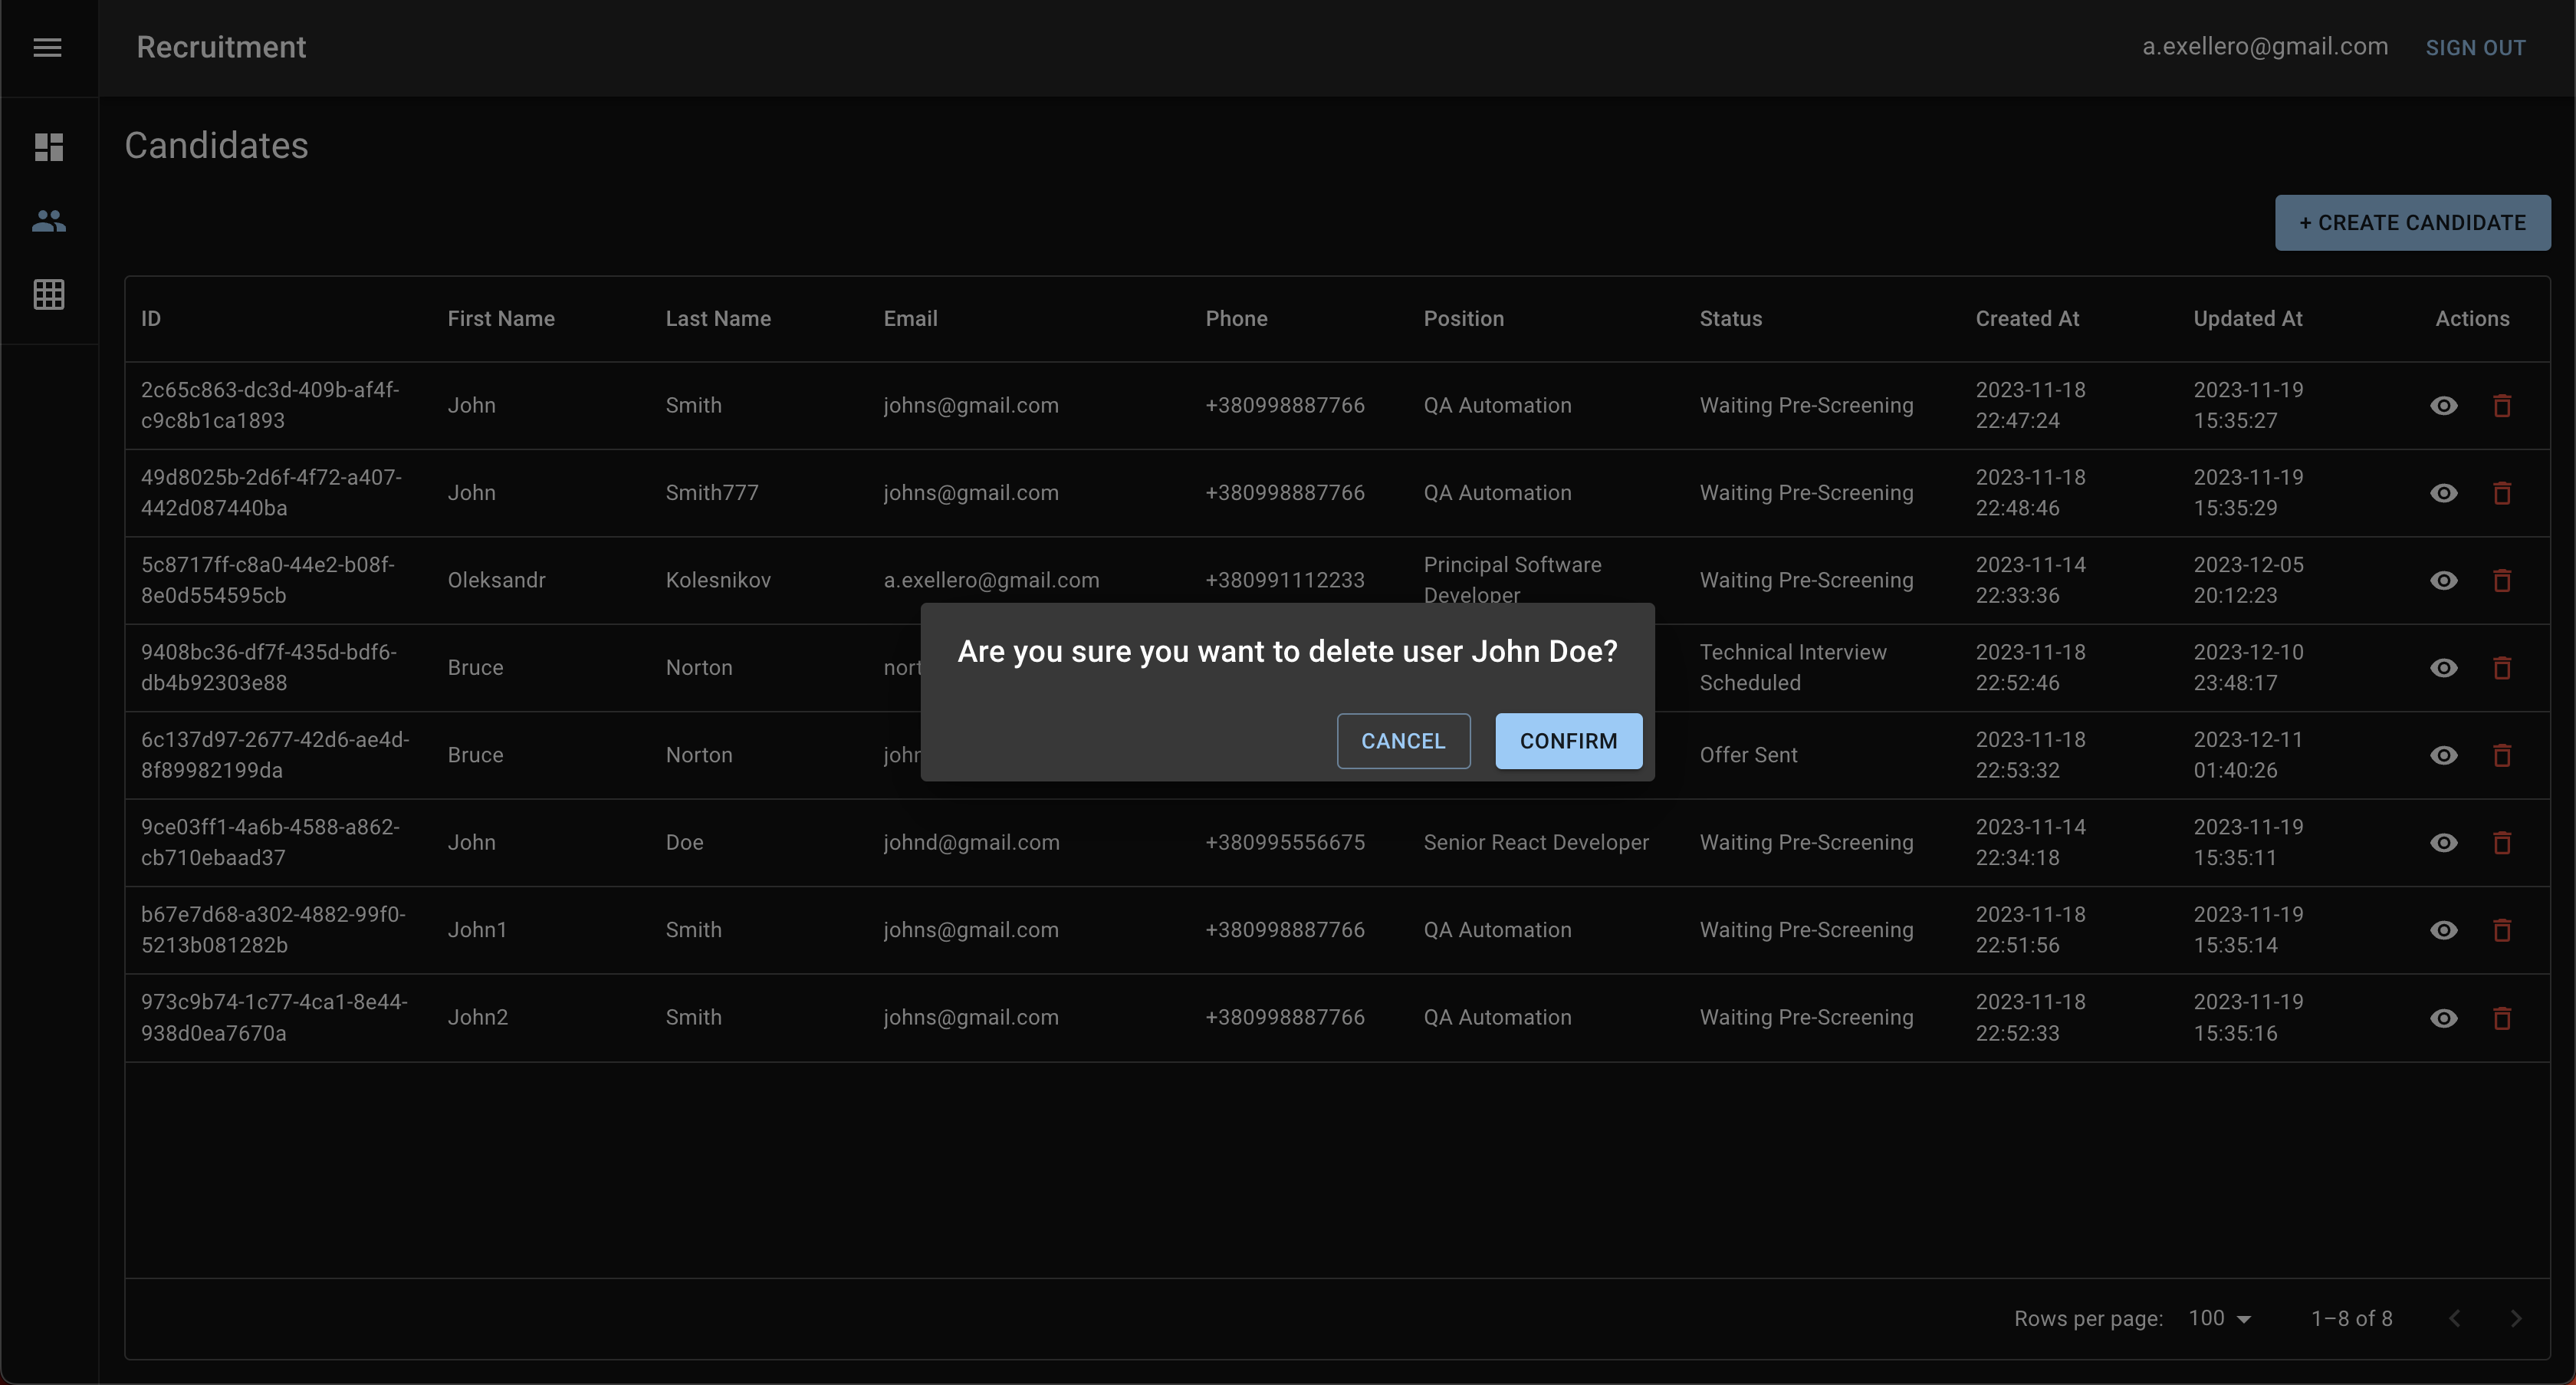 Recruitment
a.exellero@gmail.com SIGN OUT
Candidates
+ CREATE CANDIDATE
ID First Name Last Name Email Phone Position Status Created At Updated At Actions
2c65c863-dc3d-409b-af4f- 2023-11-18 2023-11-19
John Smith johns@gmail.com +380998887766 QA Automation Waiting Pre-Screening
c9c8b1ca1893 22:47:24 15:35:27
49d8025b-2d6f-4f72-a407- 2023-11-18 2023-11-19
John Smith777 johns@gmail.com +380998887766 QA Automation Waiting Pre-Screening
442d087440ba 22:48:46 15:35:29
5c8717ff-c8a0-44e2-b08f- Principal Software 2023-11-14 2023-12-05
Oleksandr Kolesnikov a.exellero@gmail.com +380991112233 Waiting Pre-Screening
8e0d554595cb Developer 22:33:36 20:12:23
Are you sure you want to delete user John Doe?
CANCEL CONFIRM
9408bc36-df7f-435d-bdf6- Technical Interview 2023-11-18 2023-12-10
Bruce Norton
db4b92303e88 Scheduled 22:52:46 23:48:17
6c137d97-2677-42d6-ae4d- 2023-11-18 2023-12-11
Bruce Norton Offer Sent
8f89982199da 22:53:32 01:40:26
9ce03ff1-4a6b-4588-a862- 2023-11-14 2023-11-19
John Doe johnd@gmail.com +380995556675 Senior React Developer Waiting Pre-Screening
cb710ebaad37 22:34:18 15:35:11
b67e7d68-a302-4882-99f0- 2023-11-18 2023-11-19
John1 Smith johns@gmail.com +380998887766 QA Automation Waiting Pre-Screening
5213b081282b 22:51:56 15:35:14
973c9b74-1c77-4ca1-8e44- 2023-11-18 2023-11-19
John2 Smith johns@gmail.com +380998887766 QA Automation Waiting Pre-Screening
938d0ea7670a 22:52:33 15:35:16
Rows per page: 100 1–8 of 8